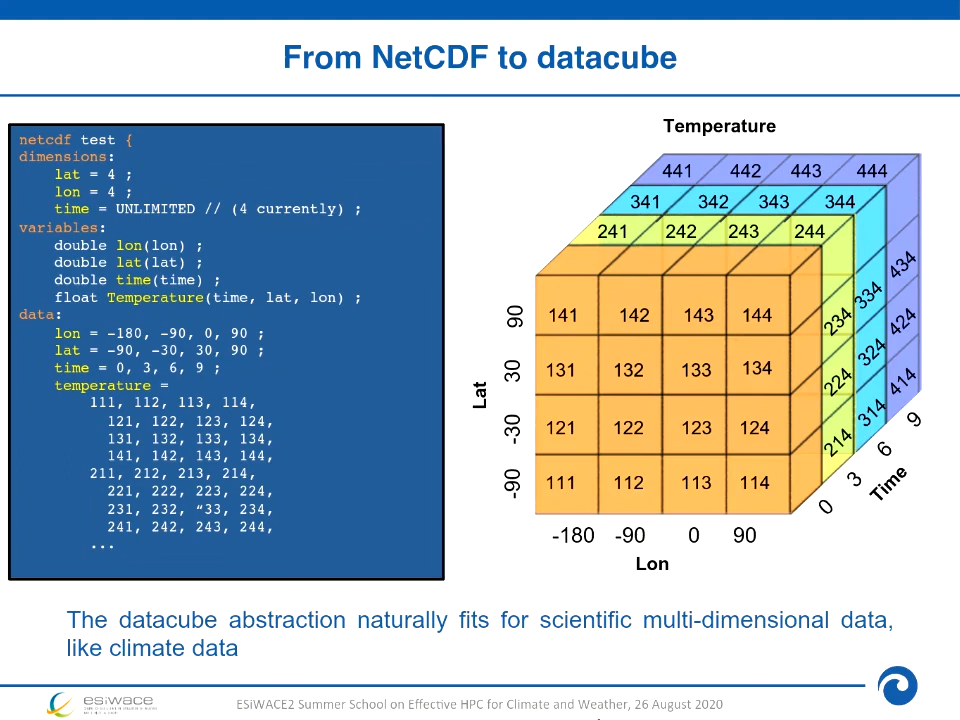 From NetCDF to datacube
netcdf test {
dimensions:
lat = 4 ;
lon = 4 ;
time = UNLIMITED // (4 currently) ;
variables:
double lon(lon) ;
double lat(lat) ;
double time(time) ;
float Temperature(time, lat, lon) ;
data:
lon = -180, -90, 0, 90 ;
lat = -90, -30, 30, 90 ;
time = 0, 3, 6, 9 ;
temperature =
111, 112, 113, 114,
121, 122, 123, 124,
131, 132, 133, 134,
141, 142, 143, 144,
211, 212, 213, 214,
221, 222, 223, 224,
231, 232, “33, 234,
241, 242, 243, 244,
...
Temperature
441 442 443 444
341 342 343 344
241 242 243 244
141 142 143 144
131 132 133 134
121 122 123 124
111 112 113 114
234 334 434
224 324 424
214 314 414
90
30
-30
-90
Lat
-180 -90 0 90
Lon
0 3 6 9
Time
The datacube abstraction naturally fits for scientific multi-dimensional data,
like climate data
esiwace
ESiWACE2 Summer School on Effective HPC for Climate and Weather, 26 August 2020